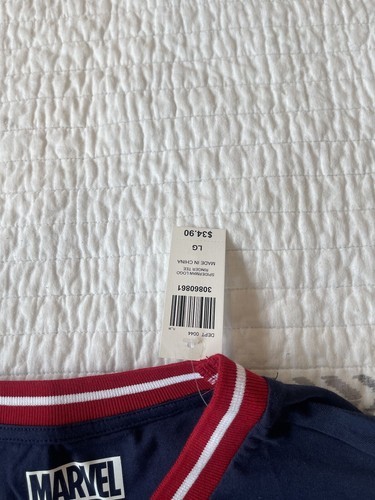 DEPT 0044
30860861
SPIDERMAN LOGO
RINGER TEE
MADE IN CHINA
LG
$34.90
MARVEL